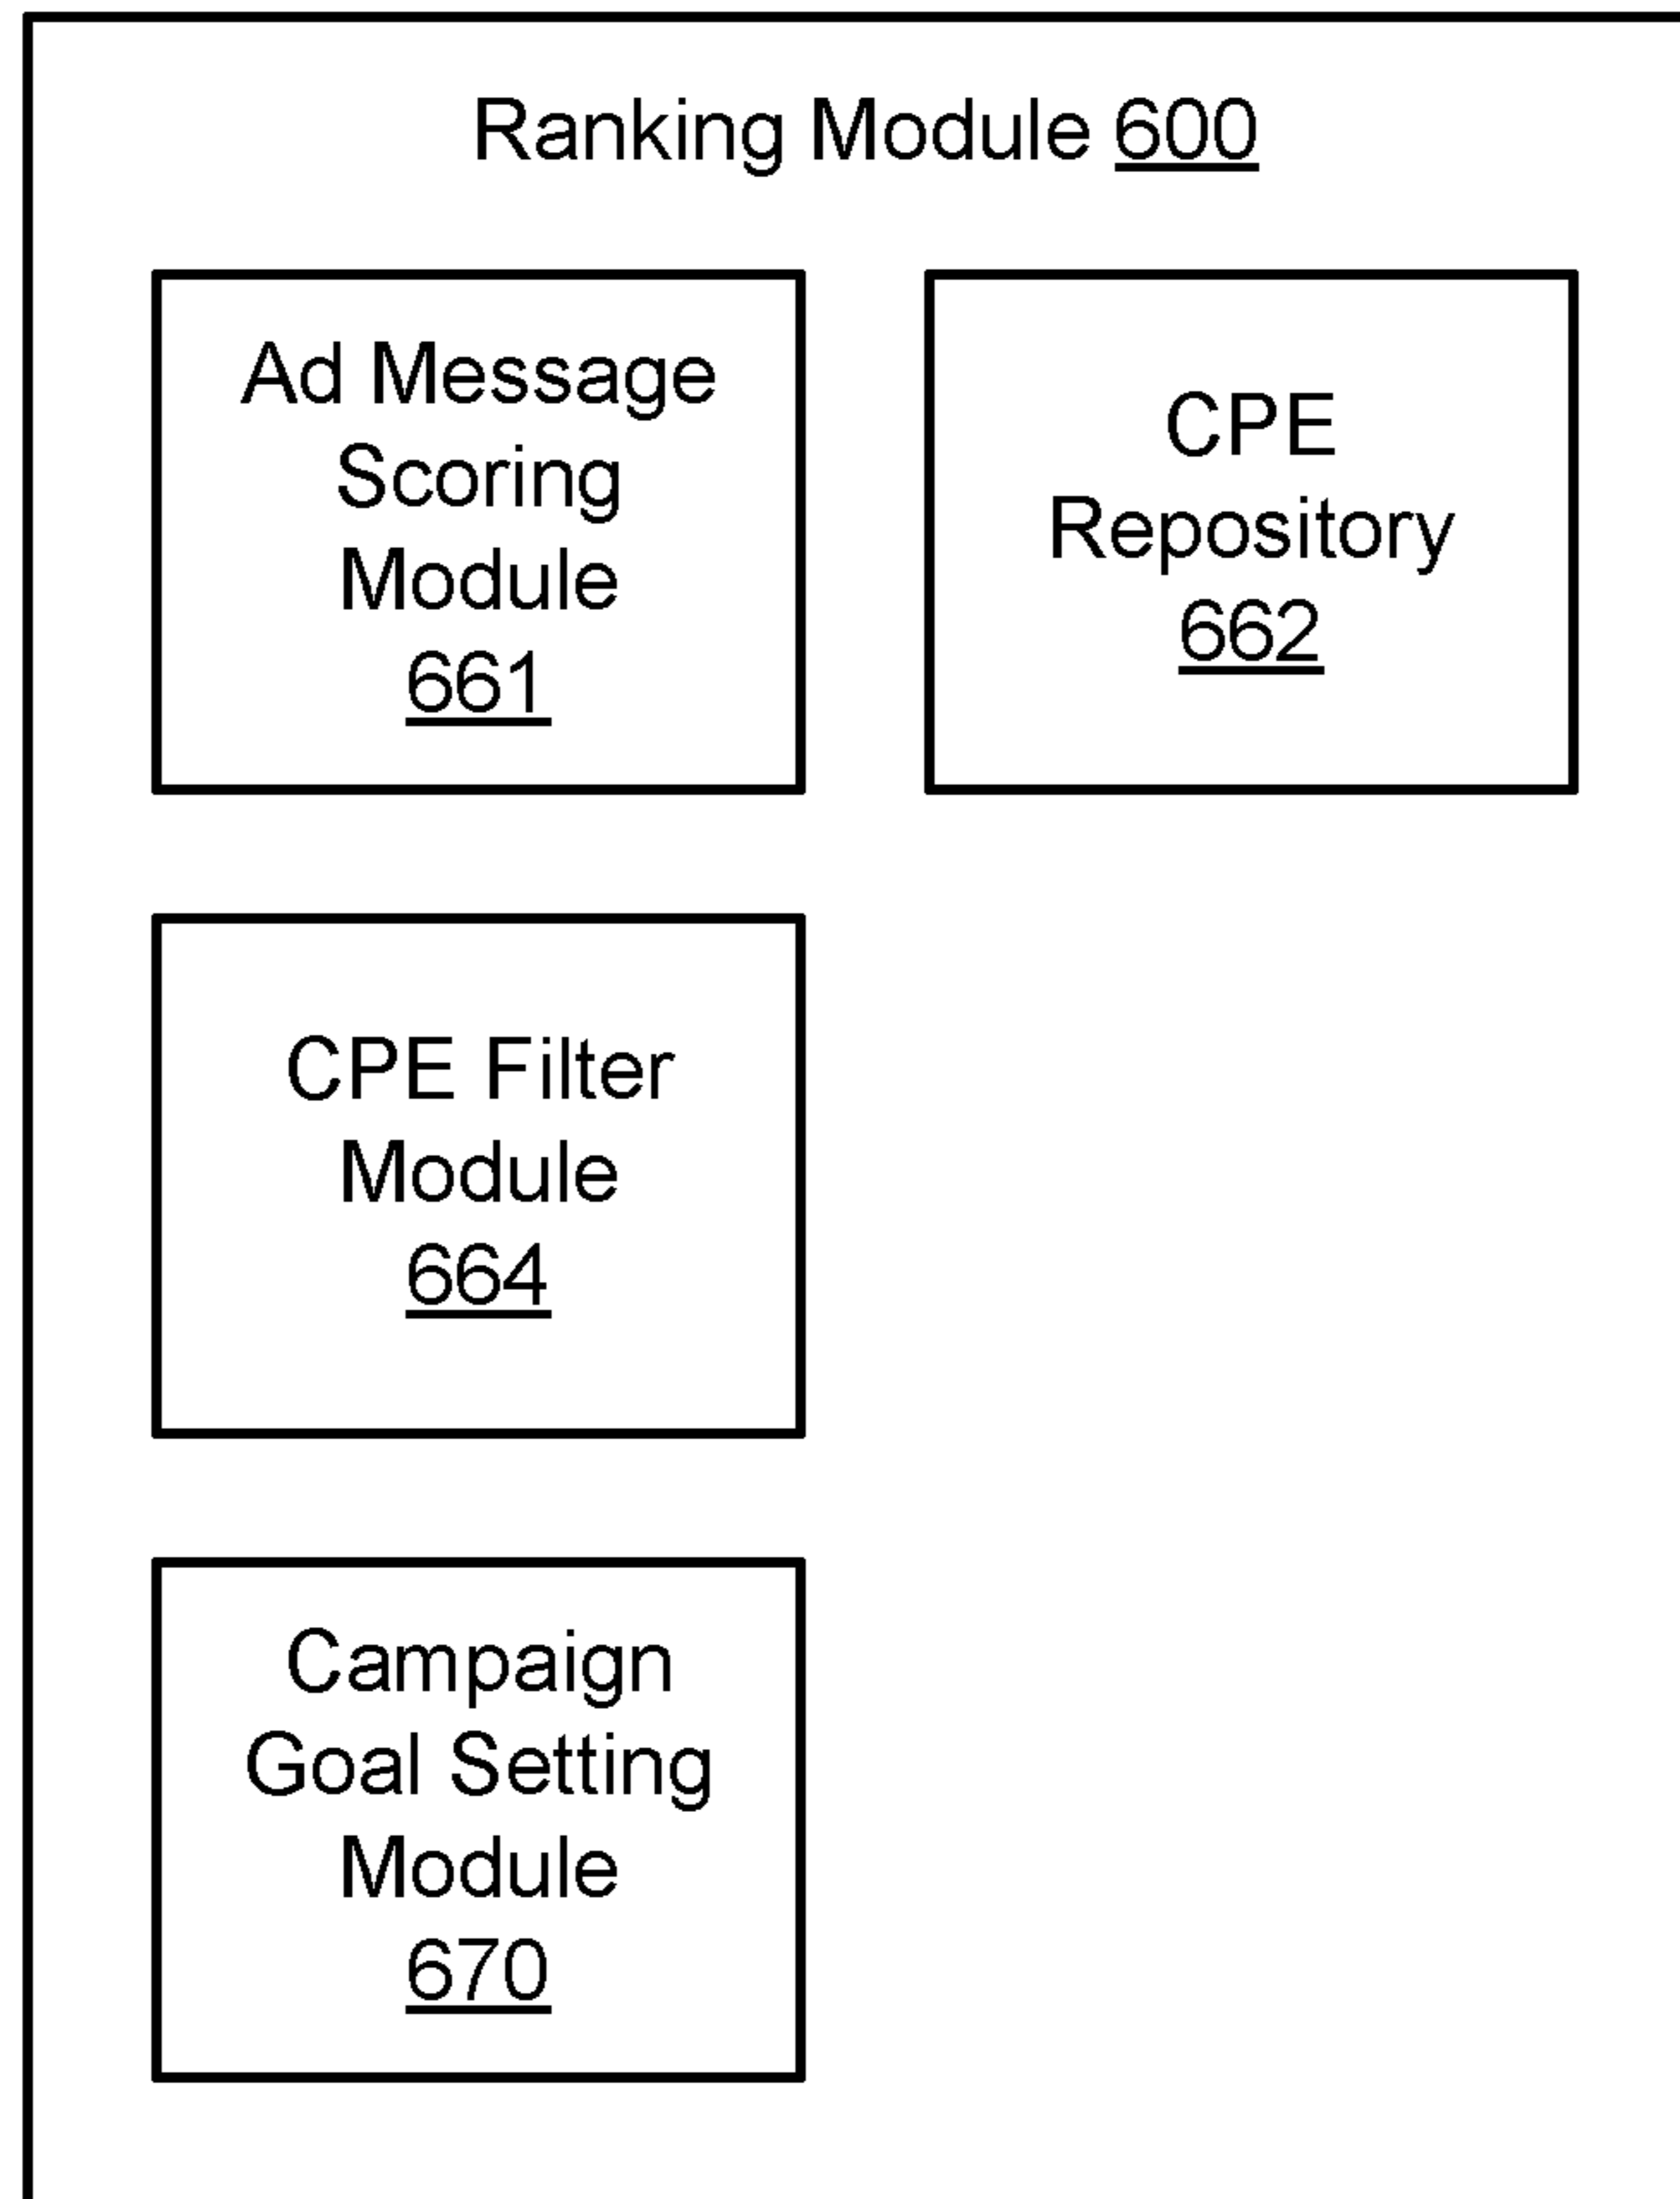 Ranking Module 600
Ad Message
Scoring
Module
661
CPE
Repository
662
CPE Filter
Module
664
Campaign
Goal Setting
Module
670